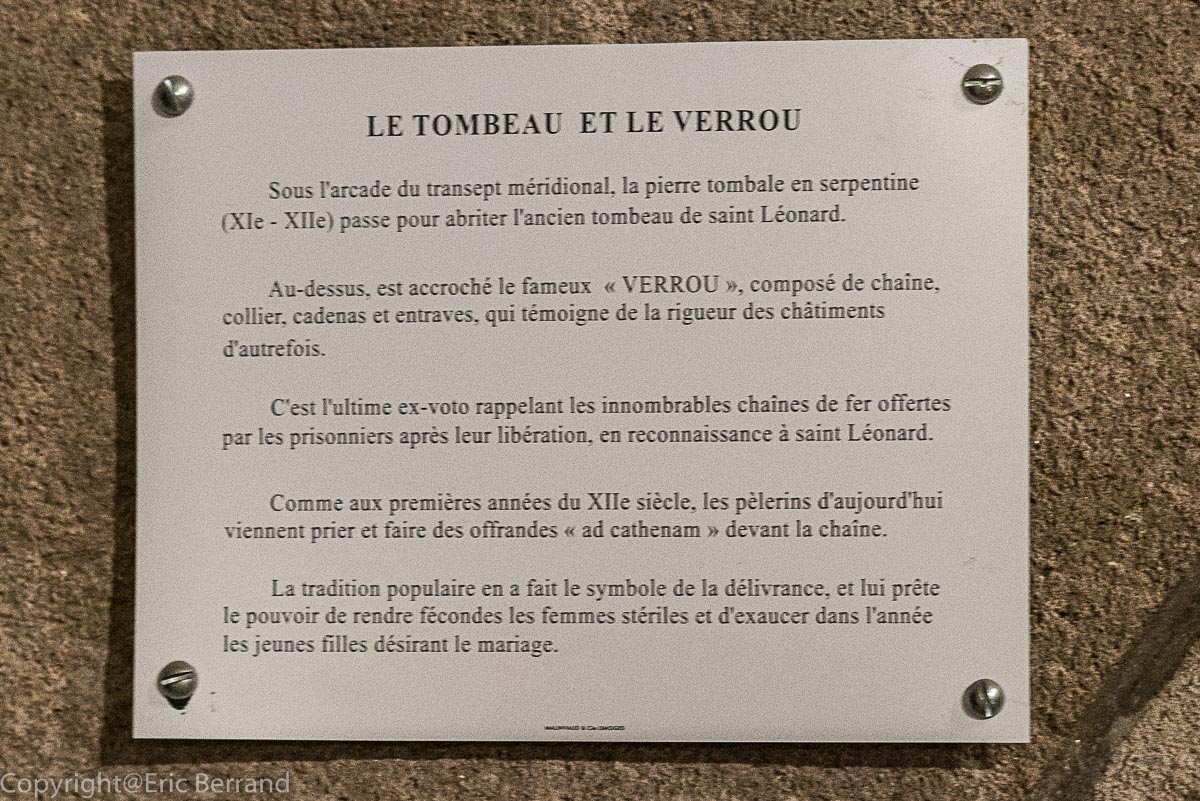 LE TOMBEAU ET LE VERROU
Sous l'arcade du transept méridional, la pierre tombale en serpentine
(XIe - XIIe) passe pour abriter l'ancien tombeau de saint Léonard.
Au-dessus, est accroché le fameux « VERROU », composé de chaîne,
collier, cadenas et entraves, qui témoigne de la rigueur des châtiments
d'autrefois.
C'est l'ultime ex-voto rappelant les innombrables chaînes de fer offertes
par les prisonniers après leur libération, en reconnaissance à saint Léonard.
Comme aux premières années du XIIe siècle, les pèlerins d'aujourd'hui
viennent prier et faire des offrandes « ad cathenam » devant la chaîne.
La tradition populaire en a fait le symbole de la délivrance, et lui prête
le pouvoir de rendre fécondes les femmes stériles et d'exaucer dans l'année
les jeunes filles désirant le mariage.
& Cie LIMOGES
Copyright@Eric Berrand